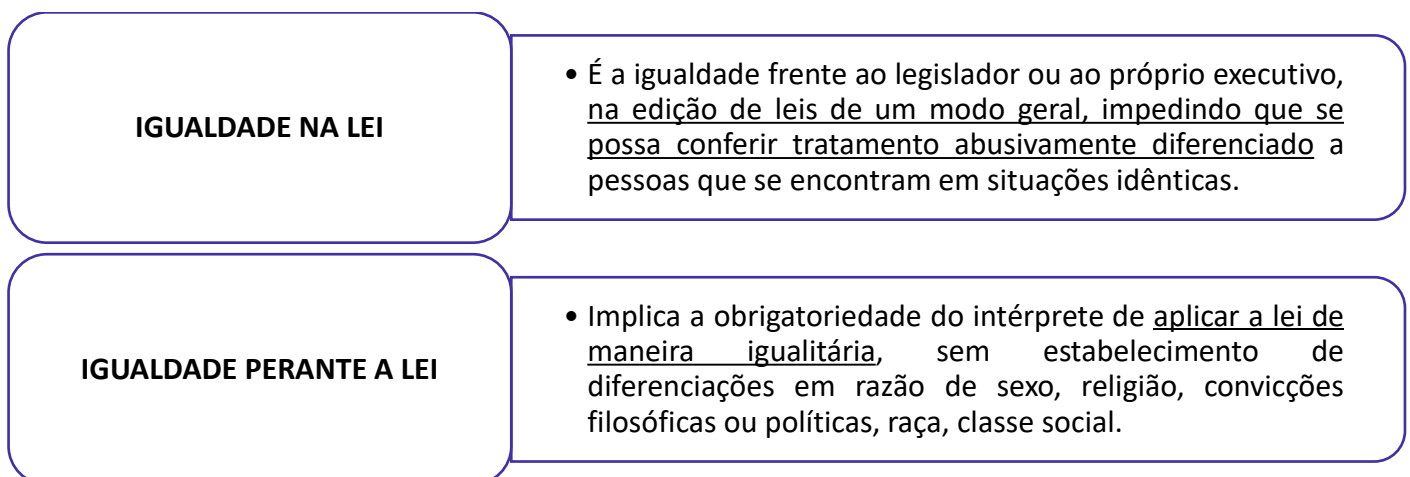 IGUALDADE NA LEI
• É a igualdade frente ao legislador ou ao próprio executivo,
na edição de leis de um modo geral, impedindo que se
possa conferir tratamento abusivamente diferenciado a
pessoas que se encontram em situações idênticas.
IGUALDADE PERANTE A LEI
• Implica a obrigatoriedade do intérprete de aplicar a lei de
maneira igualitária, sem estabelecimento de
diferenciações em razão de sexo, religião, convicções
filosóficas ou políticas, raça, classe social.